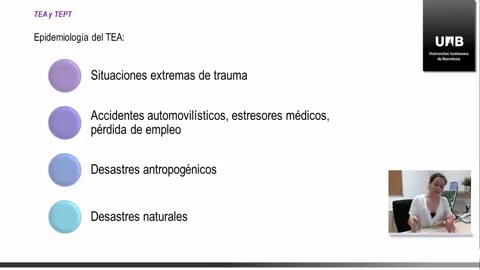 TEA y TEPT
Epidemiología del TEA:
UAB
Universitat Autònoma
de Barcelona
Situaciones extremas de trauma
Accidentes automovilísticos, estresores médicos,
pérdida de empleo
Desastres antropogénicos
Desastres naturales